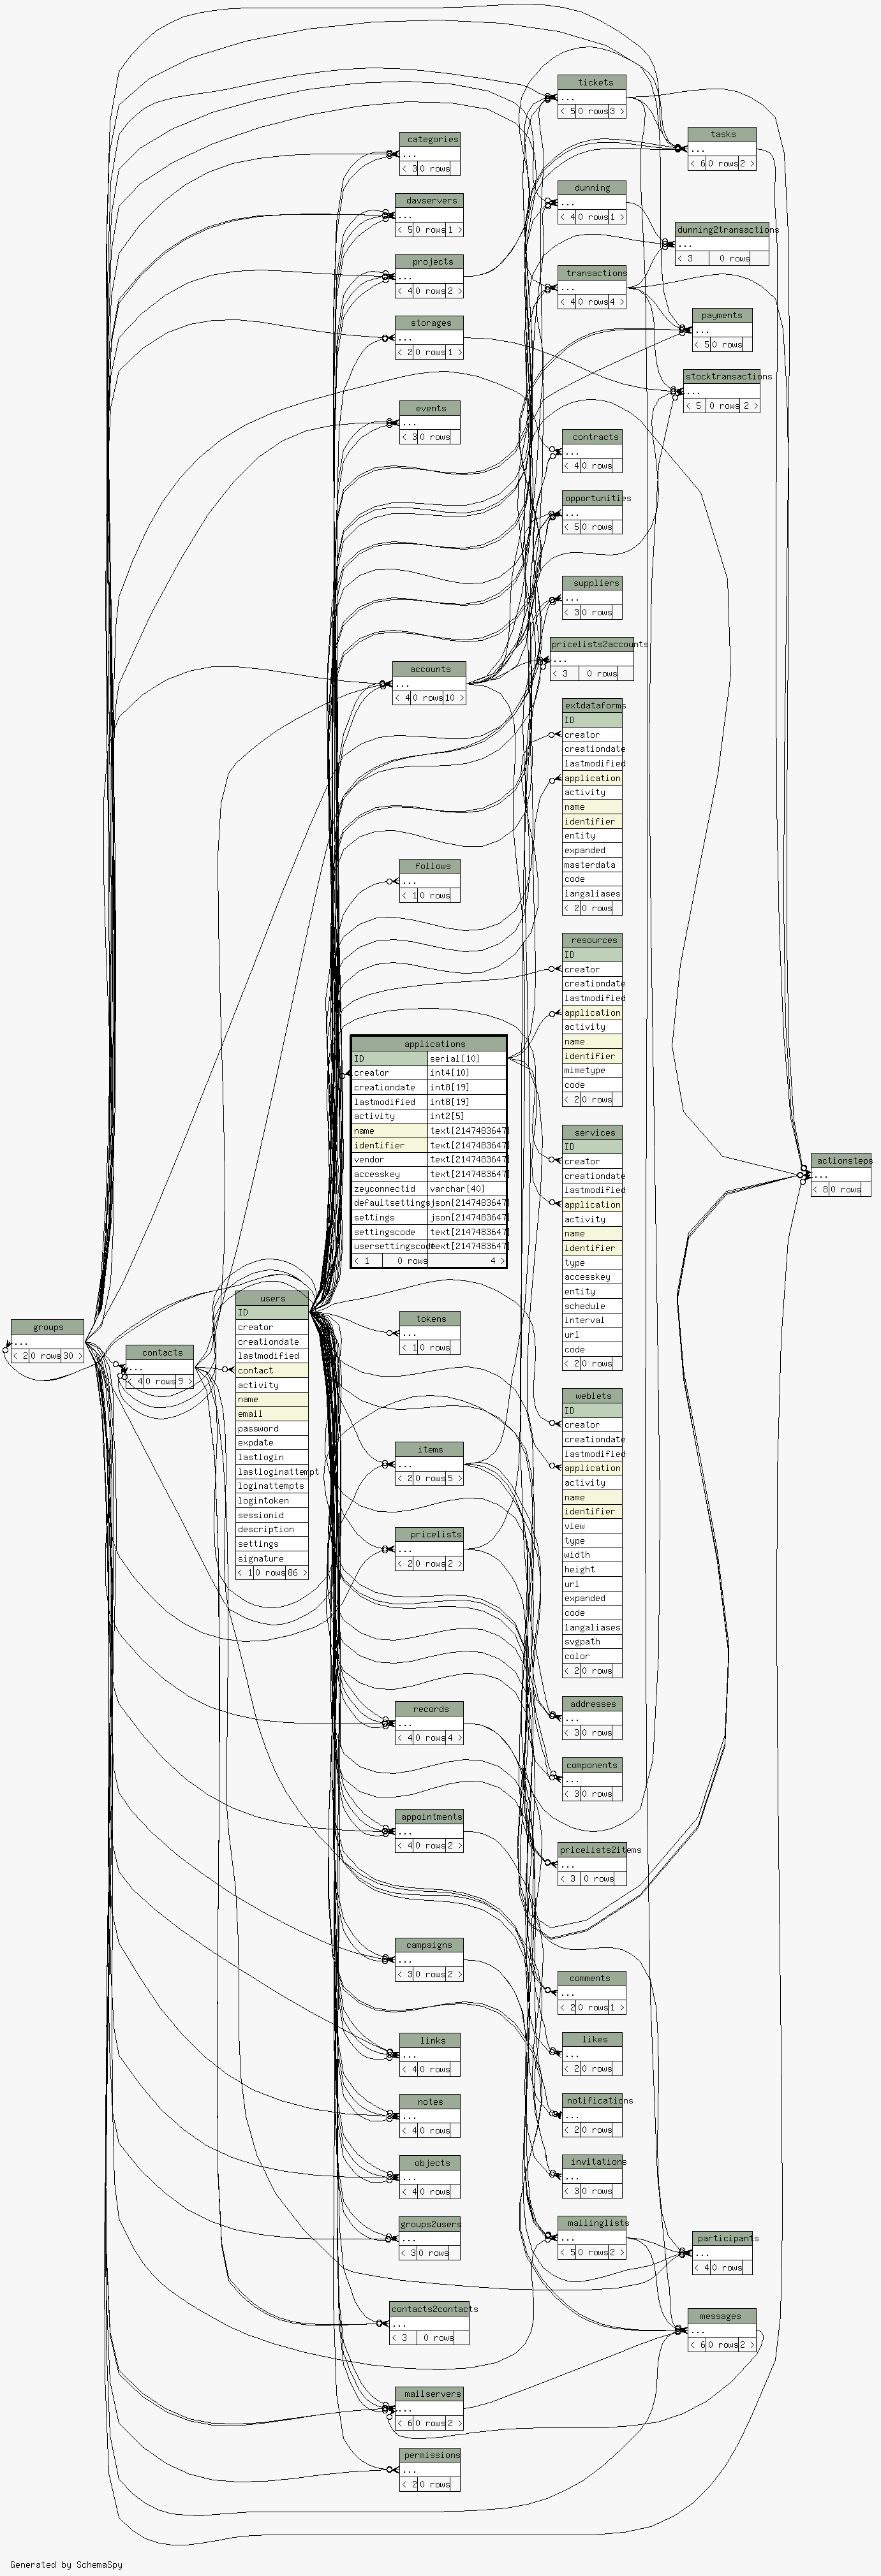 tickets
...
< 5 0 rows 3 >
tasks
...
< 6 0 rows 2 >
categories
...
< 3 0 rows
dunning
...
< 4 0 rows 1 >
davservers
...
< 5 0 rows 1 >
dunning2transactions
...
< 3 0 rows
projects
...
< 4 0 rows 2 >
transactions
...
< 4 0 rows 4 >
payments
...
< 5 0 rows
storages
...
< 2 0 rows 1 >
stocktransactions
...
< 5 0 rows 2 >
events
...
< 3 0 rows
contracts
...
< 4 0 rows
opportunities
...
< 5 0 rows
suppliers
...
< 3 0 rows
pricelists2accounts
...
< 3 0 rows
accounts
...
< 4 0 rows 10 >
extdataforms
ID
creator
creationdate
lastmodified
application
activity
name
identifier
entity
expanded
masterdata
code
langaliases
< 2 0 rows
follows
...
< 1 0 rows
resources
ID
creator
creationdate
lastmodified
application
activity
name
identifier
mimetype
code
< 2 0 rows
applications
ID serial[10]
creator int4[10]
creationdate int8[19]
lastmodified int8[19]
activity int2[5]
name text[2147483647]
identifier text[2147483647]
vendor text[2147483647]
accesskey text[2147483647]
zeyconnectid varchar[40]
defaultsettings json[2147483647]
settings json[2147483647]
settingscode text[2147483647]
usersettingscode text[2147483647]
< 1 0 rows 4 >
services
ID
creator
creationdate
lastmodified
application
activity
name
identifier
type
accesskey
entity
schedule
interval
url
code
< 2 0 rows
actionsteps
...
< 8 0 rows
users
ID
creator
creationdate
lastmodified
contact
activity
name
email
password
expdate
lastlogin
lastloginattempt
loginattempts
logintoken
sessionid
description
settings
signature
< 1 0 rows 86 >
groups
...
< 2 0 rows 30 >
contacts
...
< 4 0 rows 9 >
tokens
...
< 1 0 rows
weblets
ID
creator
creationdate
lastmodified
application
activity
name
identifier
view
type
width
height
url
expanded
code
langaliases
svgpath
color
< 2 0 rows
items
...
< 2 0 rows 5 >
pricelists
...
< 2 0 rows 2 >
records
...
< 4 0 rows 4 >
addresses
...
< 3 0 rows
components
...
< 3 0 rows
appointments
...
< 4 0 rows 2 >
pricelists2items
...
< 3 0 rows
campaigns
...
< 3 0 rows 2 >
comments
...
< 2 0 rows 1 >
links
...
< 4 0 rows
likes
...
< 2 0 rows
notes
...
< 4 0 rows
notifications
...
< 2 0 rows
objects
...
< 4 0 rows
invitations
...
< 3 0 rows
groups2users
...
< 3 0 rows
mailinglists
...
< 5 0 rows 2 >
participants
...
< 4 0 rows
contacts2contacts
...
< 3 0 rows
messages
...
< 6 0 rows 2 >
mailservers
...
< 6 0 rows 2 >
permissions
...
< 2 0 rows
Generated by SchemaSpy